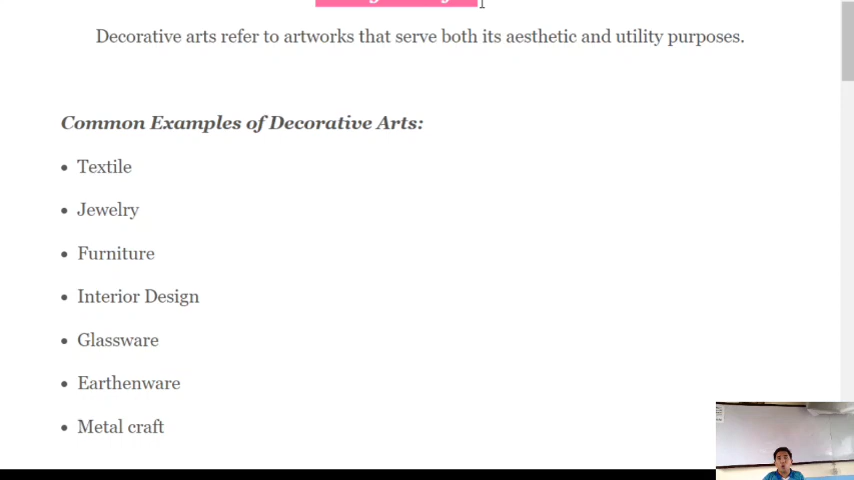 Decorative arts refer to artworks that serve both its aesthetic and utility purposes.
Common Examples of Decorative Arts:
• Textile
• Jewelry
• Furniture
• Interior Design
• Glassware
• Earthenware
• Metal craft